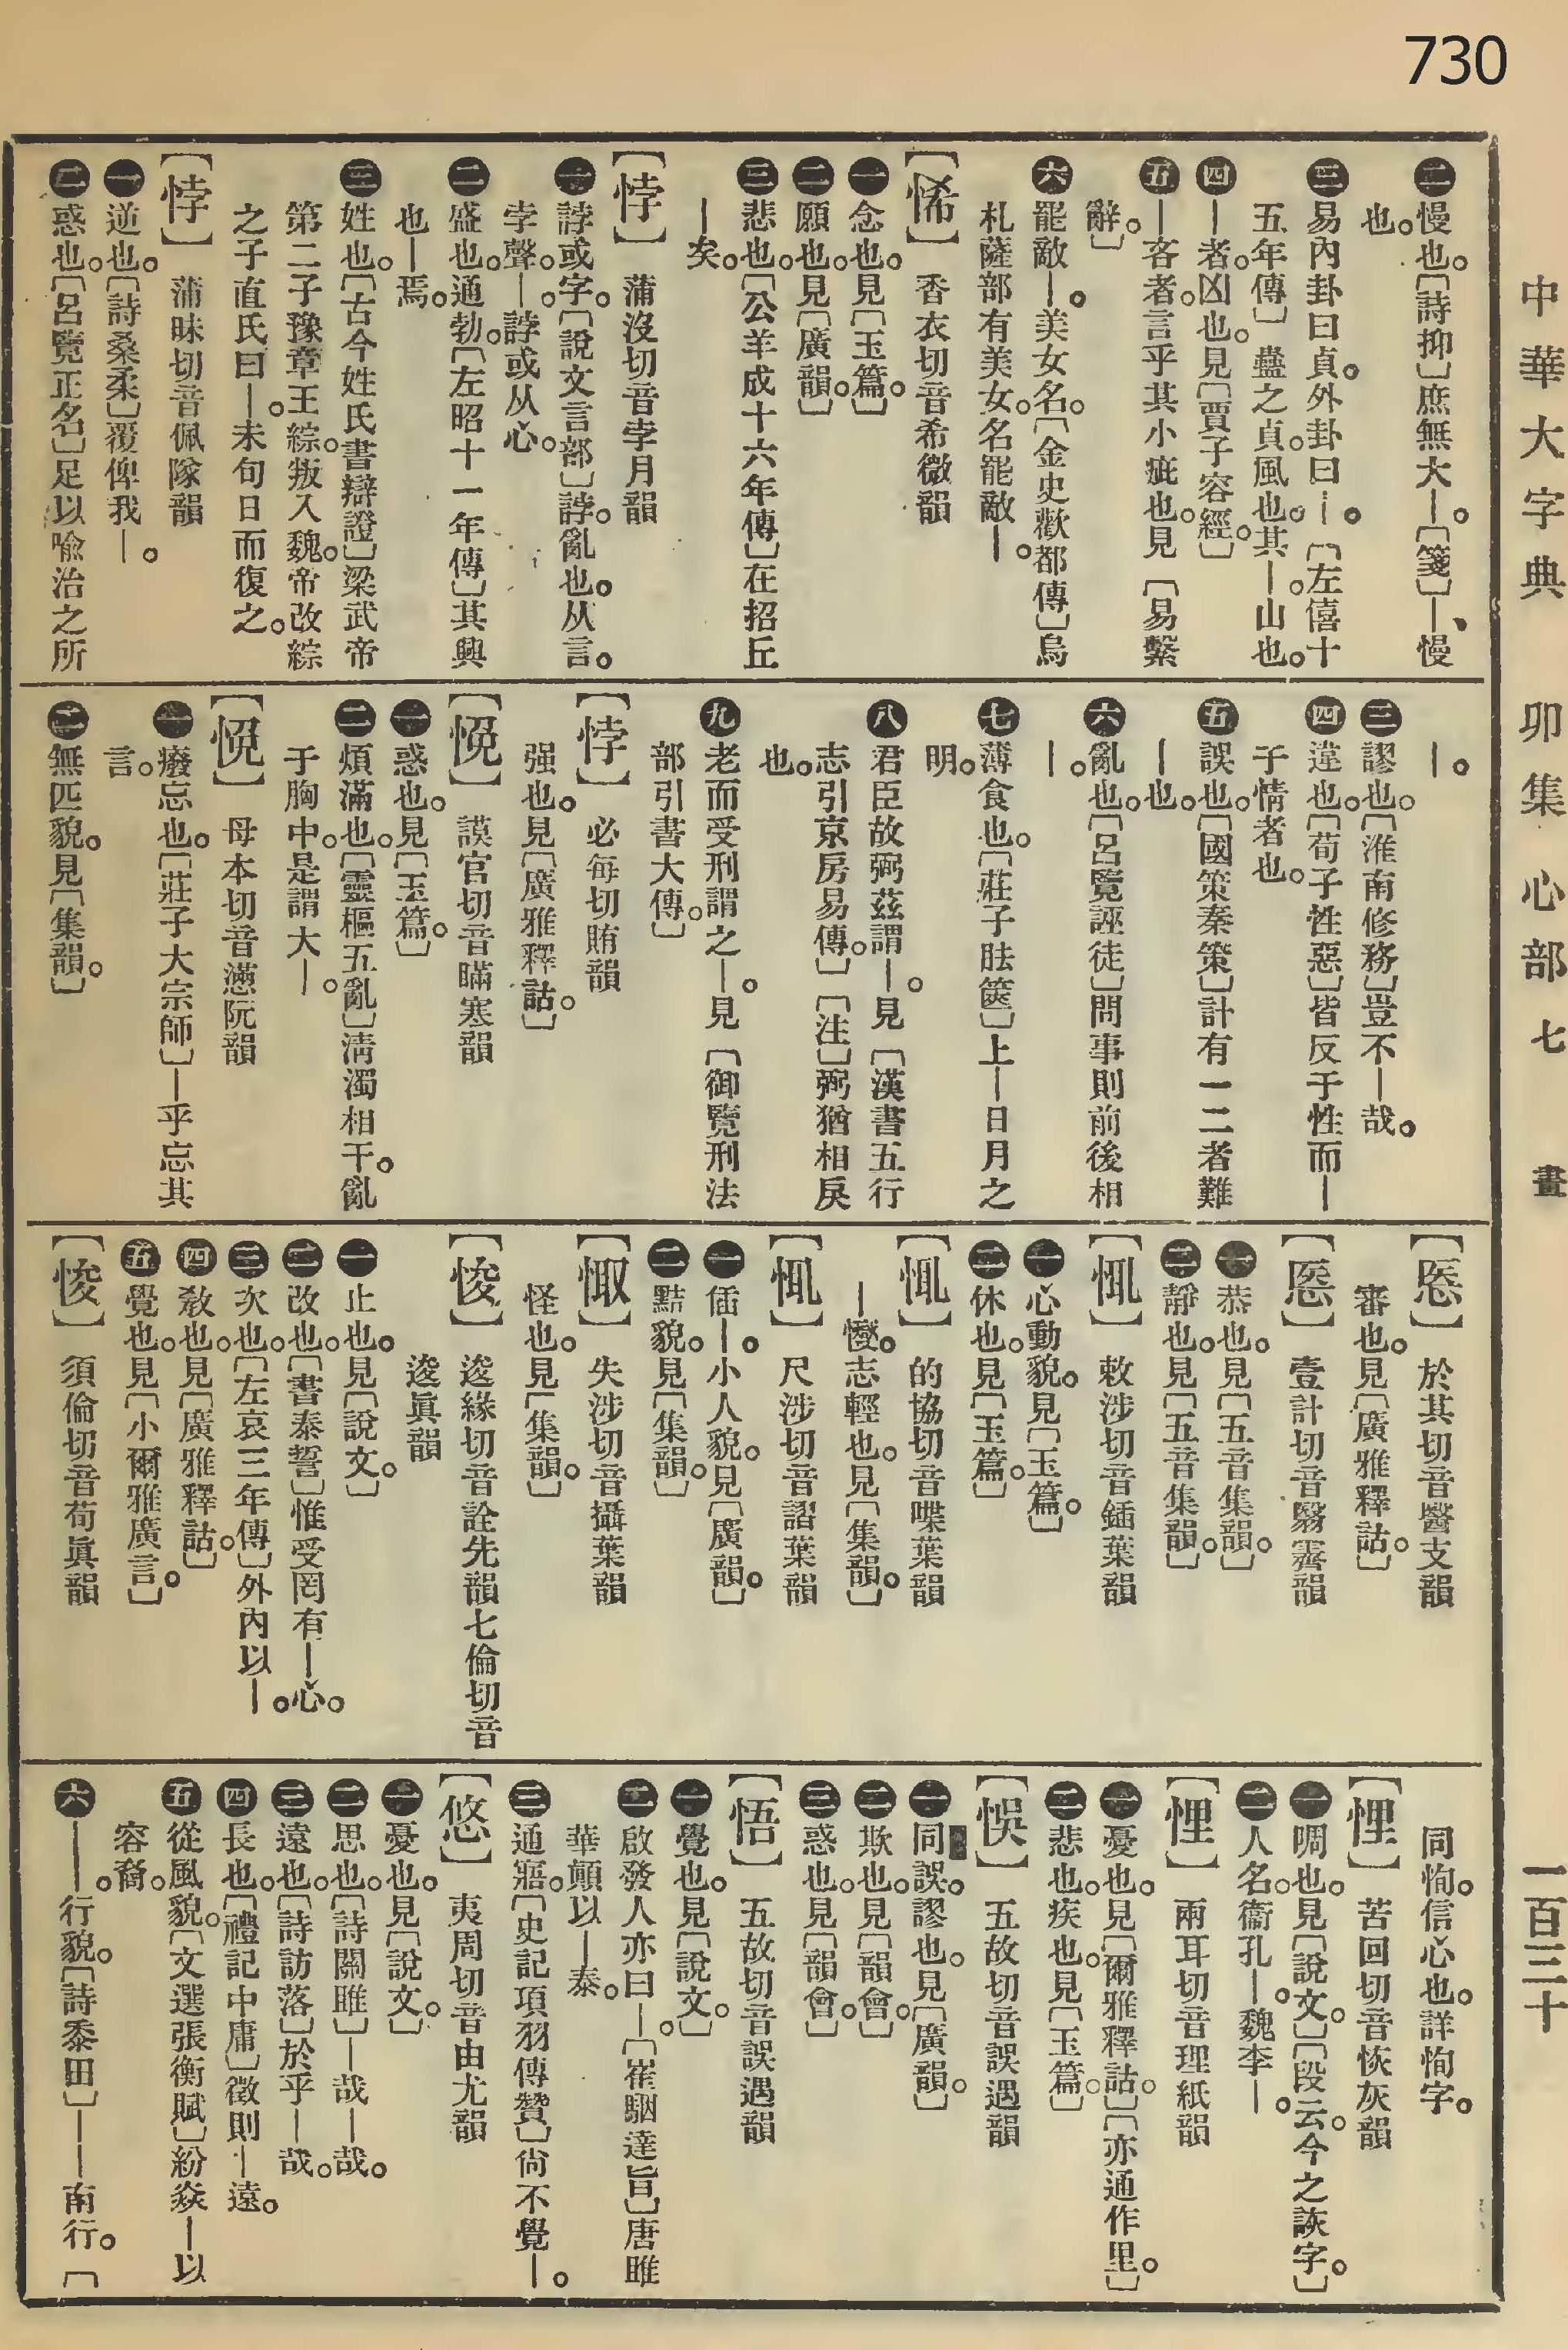 730
中華大字典 卯集 心部 七畫 一百三十
㊁慢也。〔詩抑〕庶無大—。〔箋〕—、慢
也。
㊂易內卦曰貞。外卦曰—。〔左僖十
五年傳〕蠱之貞風也。其—。山也。
㊃—者。凶也。見〔賈子容經。〕
㊄—吝者。言乎其小疵也。見〔易繫
辭。〕
㊅罷敵—。美女名。〔金史歡都傳〕烏
札薩部有美女。名罷敵—。
〔悕〕 香衣切音希微韻
㊀念也。見〔玉篇。〕
㊁願也。見〔廣韻。〕
㊂悲也。〔公羊成十六年傳〕在招丘
—矣。
〔悖〕 蒲沒切音孛月韻
㊀誖或字。〔說文言部〕誖。亂也。从言。
孛聲。—。誖或从心。
㊁盛也。通勃。〔左昭十一年傳〕其興
也—焉。
㊂姓也。〔古今姓氏書辯證〕梁武帝
第二子豫章王綜。叛入魏。帝改綜
之子直氏曰—。未旬日而復之。
〔悖〕 蒲昧切音佩隊韻
㊀逆也。〔詩桑柔〕覆俾我—。
㊁惑也。〔呂覽正名〕足以喻治之所
—。
㊂謬也。〔淮南修務〕豈不—哉。
㊃違也。〔荀子性惡〕皆反于性而—
于情者也。
㊄誤也。〔國策秦策〕計有一二者難
—也。
㊅亂也。〔呂覽誣徒〕問事則前後相
—。
㊆薄食也。〔莊子胠篋〕上—日月之
明。
㊇君臣故弼茲謂—。見〔漢書五行
志引京房易傳。〕〔注〕弼猶相戾
也。
㊈老而受刑謂之—。見〔御覽刑法
部引書大傳。〕
〔悖〕 必每切賄韻
强也。見〔廣雅釋詁。〕
〔悗〕 謨官切音瞞寒韻
㊀惑也。見〔玉篇。〕
㊁煩滿也。〔靈樞五亂〕淸濁相干。亂
于胸中。是謂大—。
〔悗〕 母本切音懣阮韻
㊀癈忘也。〔莊子大宗師〕—乎忘其
言。
㊁無匹貌。見〔集韻。〕
〔悘〕 於其切音醫支韻
審也。見〔廣雅釋詁。〕
〔悘〕 壹計切音翳霽韻
㊀恭也。見〔五音集韻。〕
㊁靜也。見〔五音集韻。〕
〔㤴〕 敕涉切音鍤葉韻
㊀心動貌。見〔玉篇。〕
㊁休也。見〔玉篇。〕
〔㤴〕 的協切音喋葉韻
—㦪。志輕也。見〔集韻。〕
〔㤴〕 尺涉切音謵葉韻
㊀偛—。小人貌。見〔廣韻。〕
㊁黠貌。見〔集韻。〕
〔㥄〕 失涉切音攝葉韻
怪也。見〔集韻。〕
〔悛〕 逡緣切音詮先韻七倫切音
逡眞韻
㊀止也。見〔說文。〕
㊁改也。〔書泰誓〕惟受罔有—心。
㊂次也。〔左哀三年傳〕外內以—。
㊃敎也。見〔廣雅釋詁。〕
㊄覺也。見〔小爾雅廣言。〕
〔悛〕 須倫切音荀眞韻
同恂。信心也。詳恂字。
〔悝〕 苦回切音恢灰韻
㊀啁也。見〔說文。〕〔段云。今之詼字。〕
㊁人名。衞孔—。魏李—。
〔悝〕 兩耳切音理紙韻
㊀憂也。見〔爾雅釋詁。〕〔亦通作里。〕
㊁悲也。疾也。見〔玉篇。〕
〔悞〕 五故切音誤遇韻
㊀同誤。謬也。見〔廣韻。〕
㊁欺也。見〔韻會。〕
㊂惑也。見〔韻會。〕
〔悟〕 五故切音誤遇韻
㊀覺也。見〔說文。〕
㊁啟發人亦曰—。〔崔駰達旨〕唐雎
華顚以—秦。
㊂通寤。〔史記項羽傳贊〕尙不覺—。
〔悠〕 夷周切音由尤韻
㊀憂也。見〔說文。〕
㊁思也。〔詩關雎〕—哉—哉。
㊂遠也。〔詩訪落〕於乎—哉。
㊃長也。〔禮記中庸〕徵則—遠。
㊄從風貌。〔文選張衡賦〕紛焱—以
容裔。
㊅——。行貌。〔詩黍田〕——南行。〔